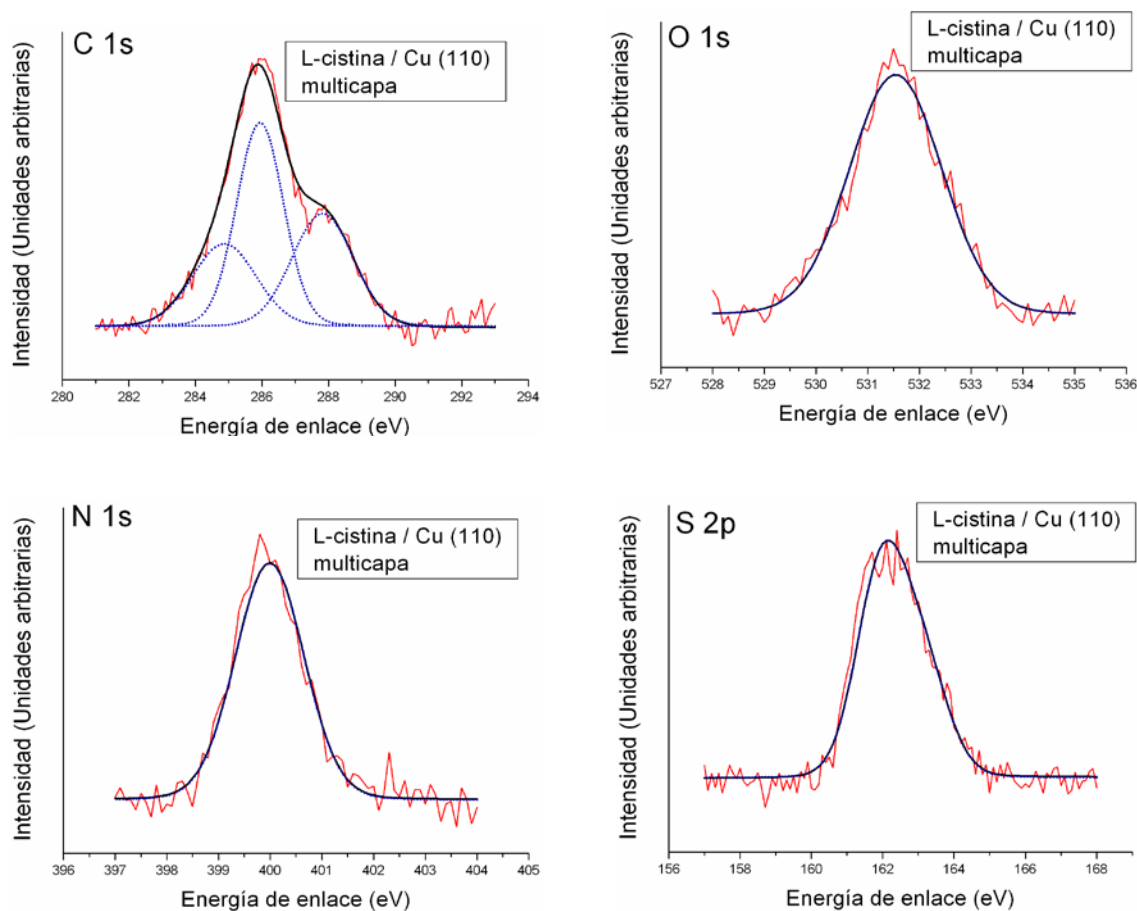 C 1s
L-cistina / Cu (110)
multicapa
Intensidad (Unidades arbitrarias)
280 282 284 286 288 290 292 294
Energía de enlace (eV)
O 1s
L-cistina / Cu (110)
multicapa
Intensidad (Unidades arbitrarias)
527 528 529 530 531 532 533 534 535 536
Energía de enlace (eV)
N 1s
L-cistina / Cu (110)
multicapa
Intensidad (Unidades arbitrarias)
396 397 398 399 400 401 402 403 404 405
Energía de enlace (eV)
S 2p
L-cistina / Cu (110)
multicapa
Intensidad (Unidades arbitrarias)
156 158 160 162 164 166 168
Energía de enlace (eV)